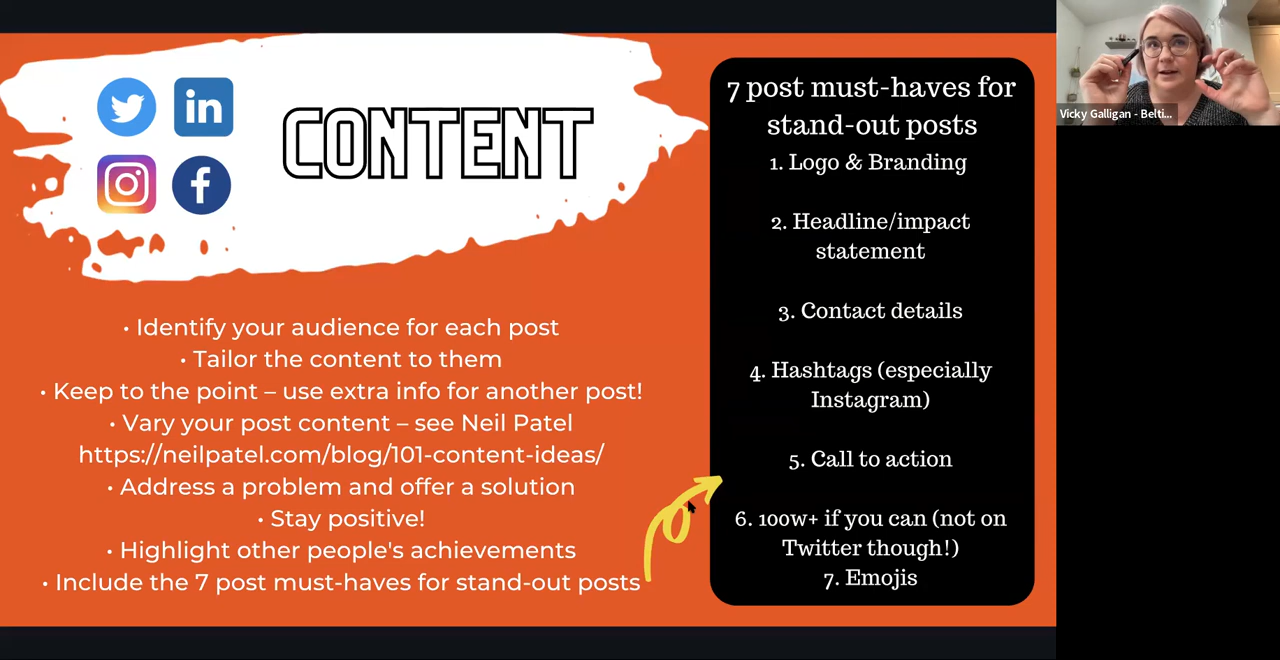 CONTENT
• Identify your audience for each post
• Tailor the content to them
• Keep to the point – use extra info for another post!
• Vary your post content – see Neil Patel
https://neilpatel.com/blog/101-content-ideas/
• Address a problem and offer a solution
• Stay positive!
• Highlight other people's achievements
• Include the 7 post must-haves for stand-out posts
7 post must-haves for
stand-out posts
1. Logo & Branding
2. Headline/impact
statement
3. Contact details
4. Hashtags (especially
Instagram)
5. Call to action
6. 100w+ if you can (not on
Twitter though!)
7. Emojis
Vicky Galligan - Belti...